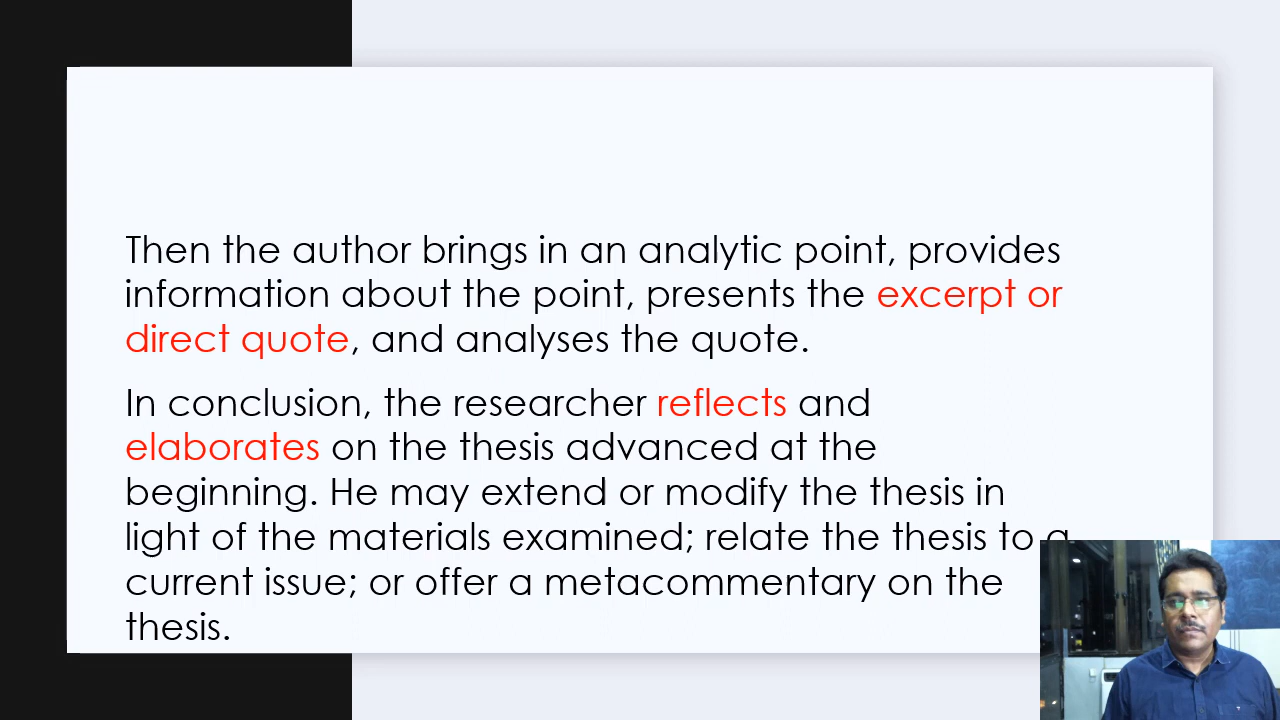 Then the author brings in an analytic point, provides
information about the point, presents the excerpt or
direct quote, and analyses the quote.
In conclusion, the researcher reflects and
elaborates on the thesis advanced at the
beginning. He may extend or modify the thesis in
light of the materials examined; relate the thesis to a
current issue; or offer a metacommentary on the
thesis.